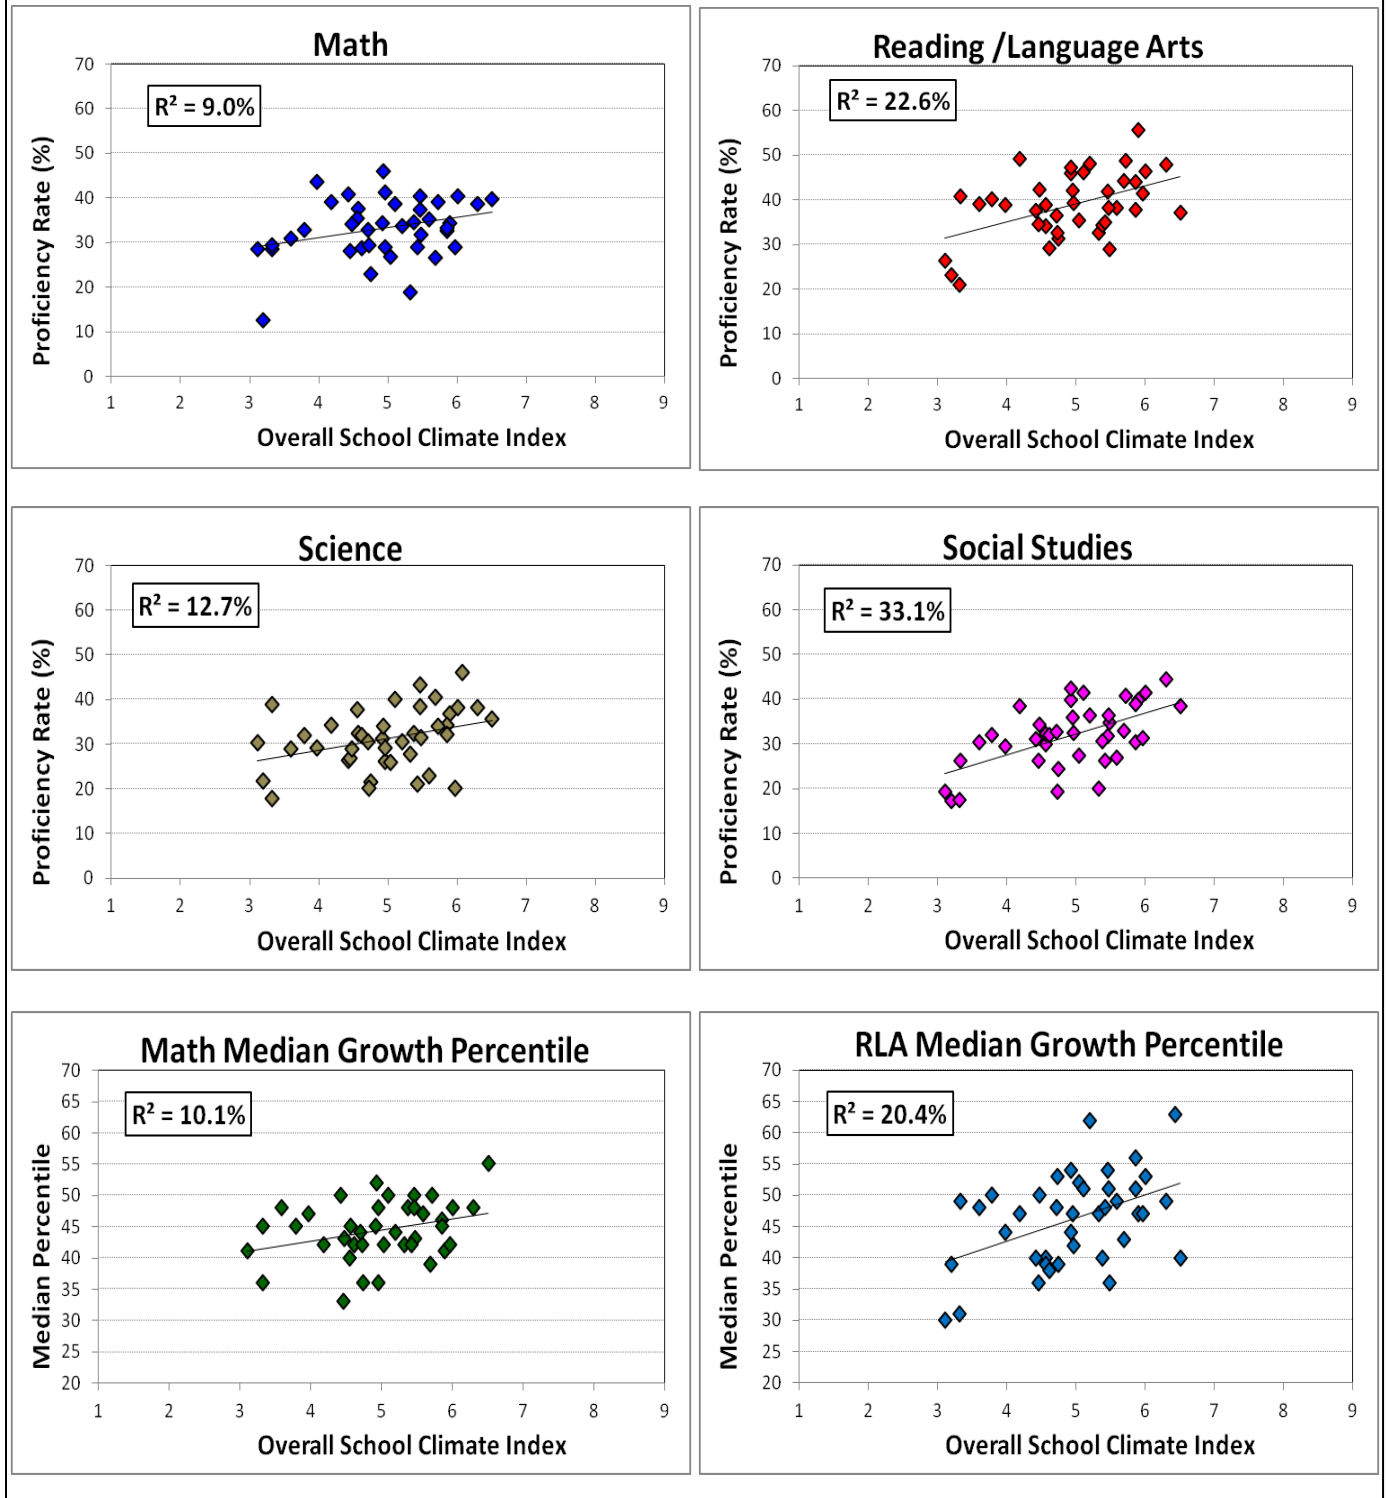 Math
R² = 9.0%
Proficiency Rate (%)
70
60
50
40
30
20
10
0
1 2 3 4 5 6 7 8 9
Overall School Climate Index
Reading /Language Arts
R² = 22.6%
Proficiency Rate (%)
70
60
50
40
30
20
10
0
1 2 3 4 5 6 7 8 9
Overall School Climate Index
Science
R² = 12.7%
Proficiency Rate (%)
70
60
50
40
30
20
10
0
1 2 3 4 5 6 7 8 9
Overall School Climate Index
Social Studies
R² = 33.1%
Proficiency Rate (%)
70
60
50
40
30
20
10
0
1 2 3 4 5 6 7 8 9
Overall School Climate Index
Math Median Growth Percentile
R² = 10.1%
Median Percentile
70
65
60
55
50
45
40
35
30
25
20
1 2 3 4 5 6 7 8 9
Overall School Climate Index
RLA Median Growth Percentile
R² = 20.4%
Median Percentile
70
65
60
55
50
45
40
35
30
25
20
1 2 3 4 5 6 7 8 9
Overall School Climate Index